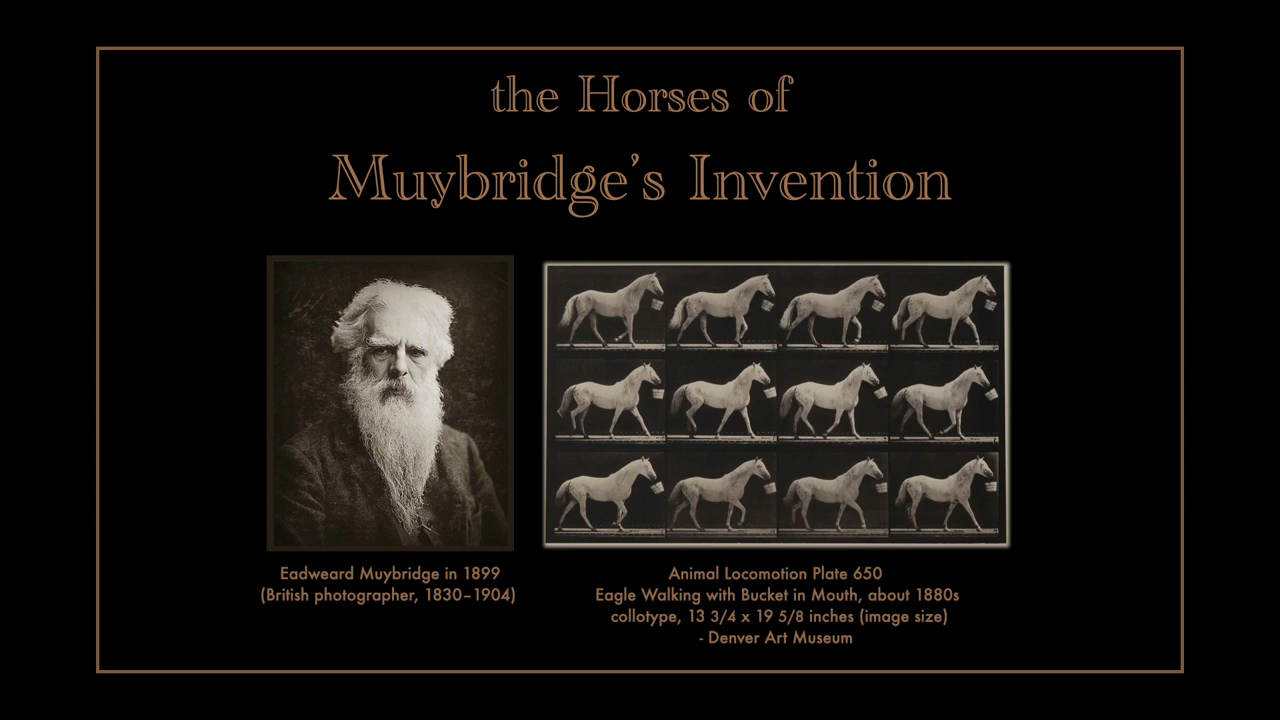 the Horses of
Muybridge’s Invention
Eadweard Muybridge in 1899
(British photographer, 1830–1904)
Animal Locomotion Plate 650
Eagle Walking with Bucket in Mouth, about 1880s
collotype, 13 3/4 x 19 5/8 inches (image size)
- Denver Art Museum